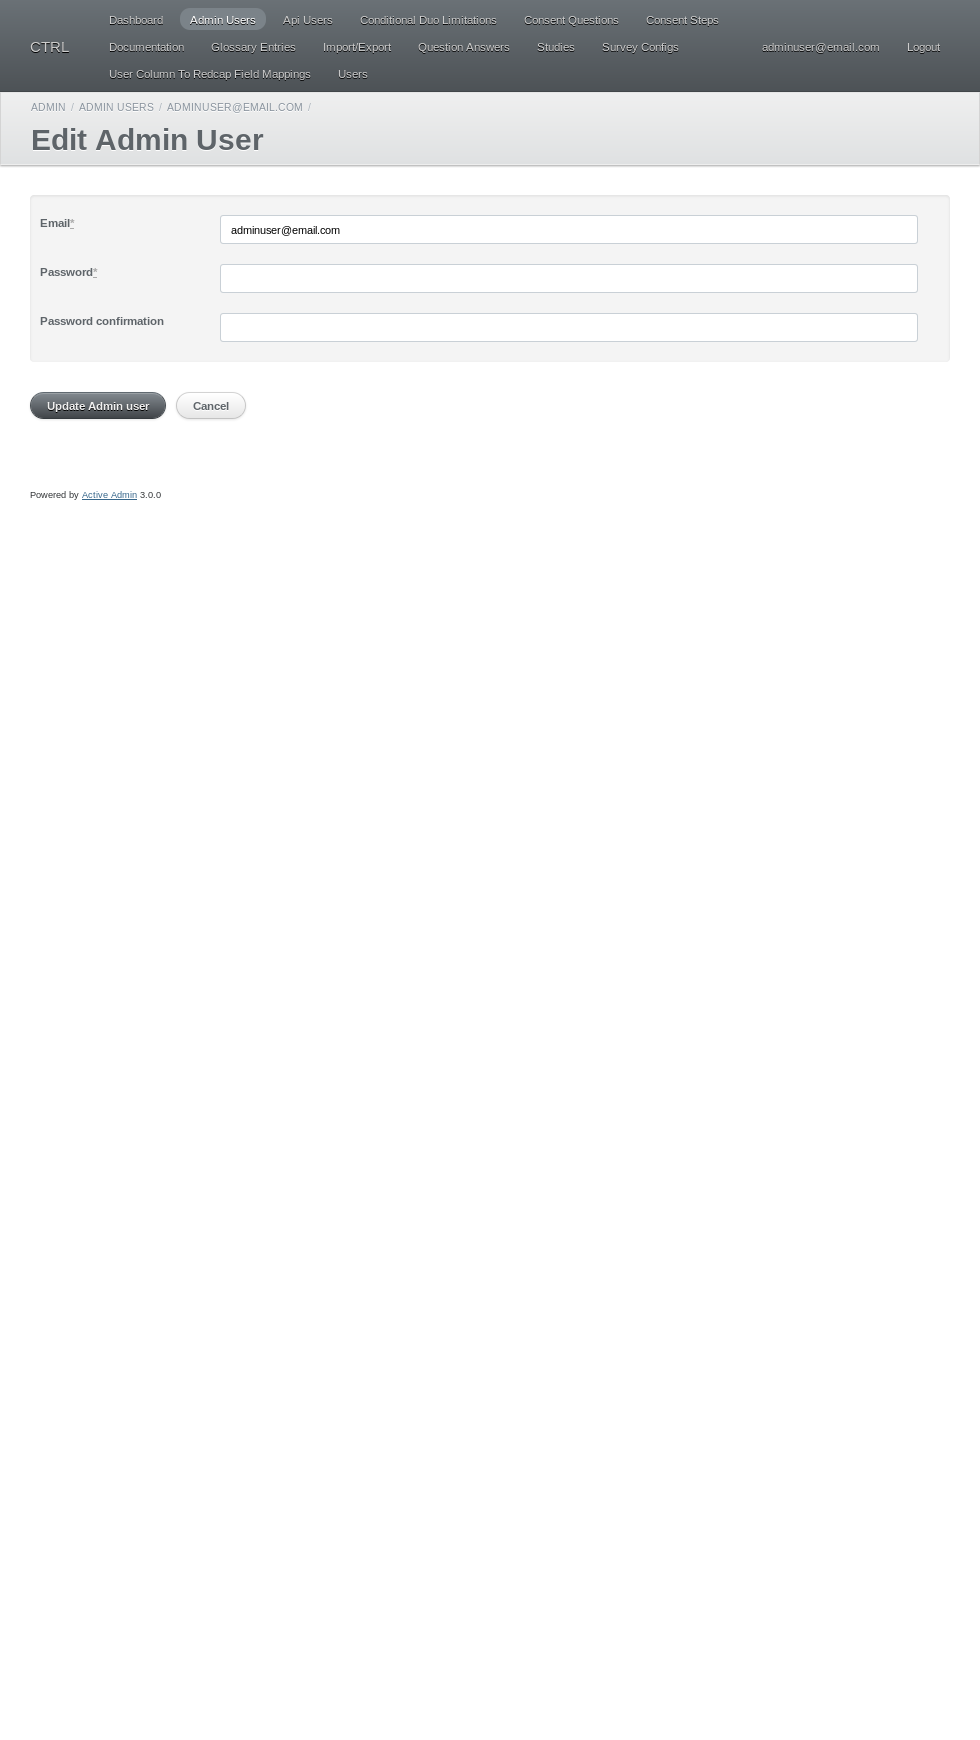 CTRL
Dashboard Admin Users Api Users Conditional Duo Limitations Consent Questions Consent Steps
Documentation Glossary Entries Import/Export Question Answers Studies Survey Configs
User Column To Redcap Field Mappings Users
adminuser@email.com Logout
ADMIN / ADMIN USERS / ADMINUSER@EMAIL.COM /
Edit Admin User
Email*
adminuser@email.com
Password*
Password confirmation
Update Admin user Cancel
Powered by Active Admin 3.0.0